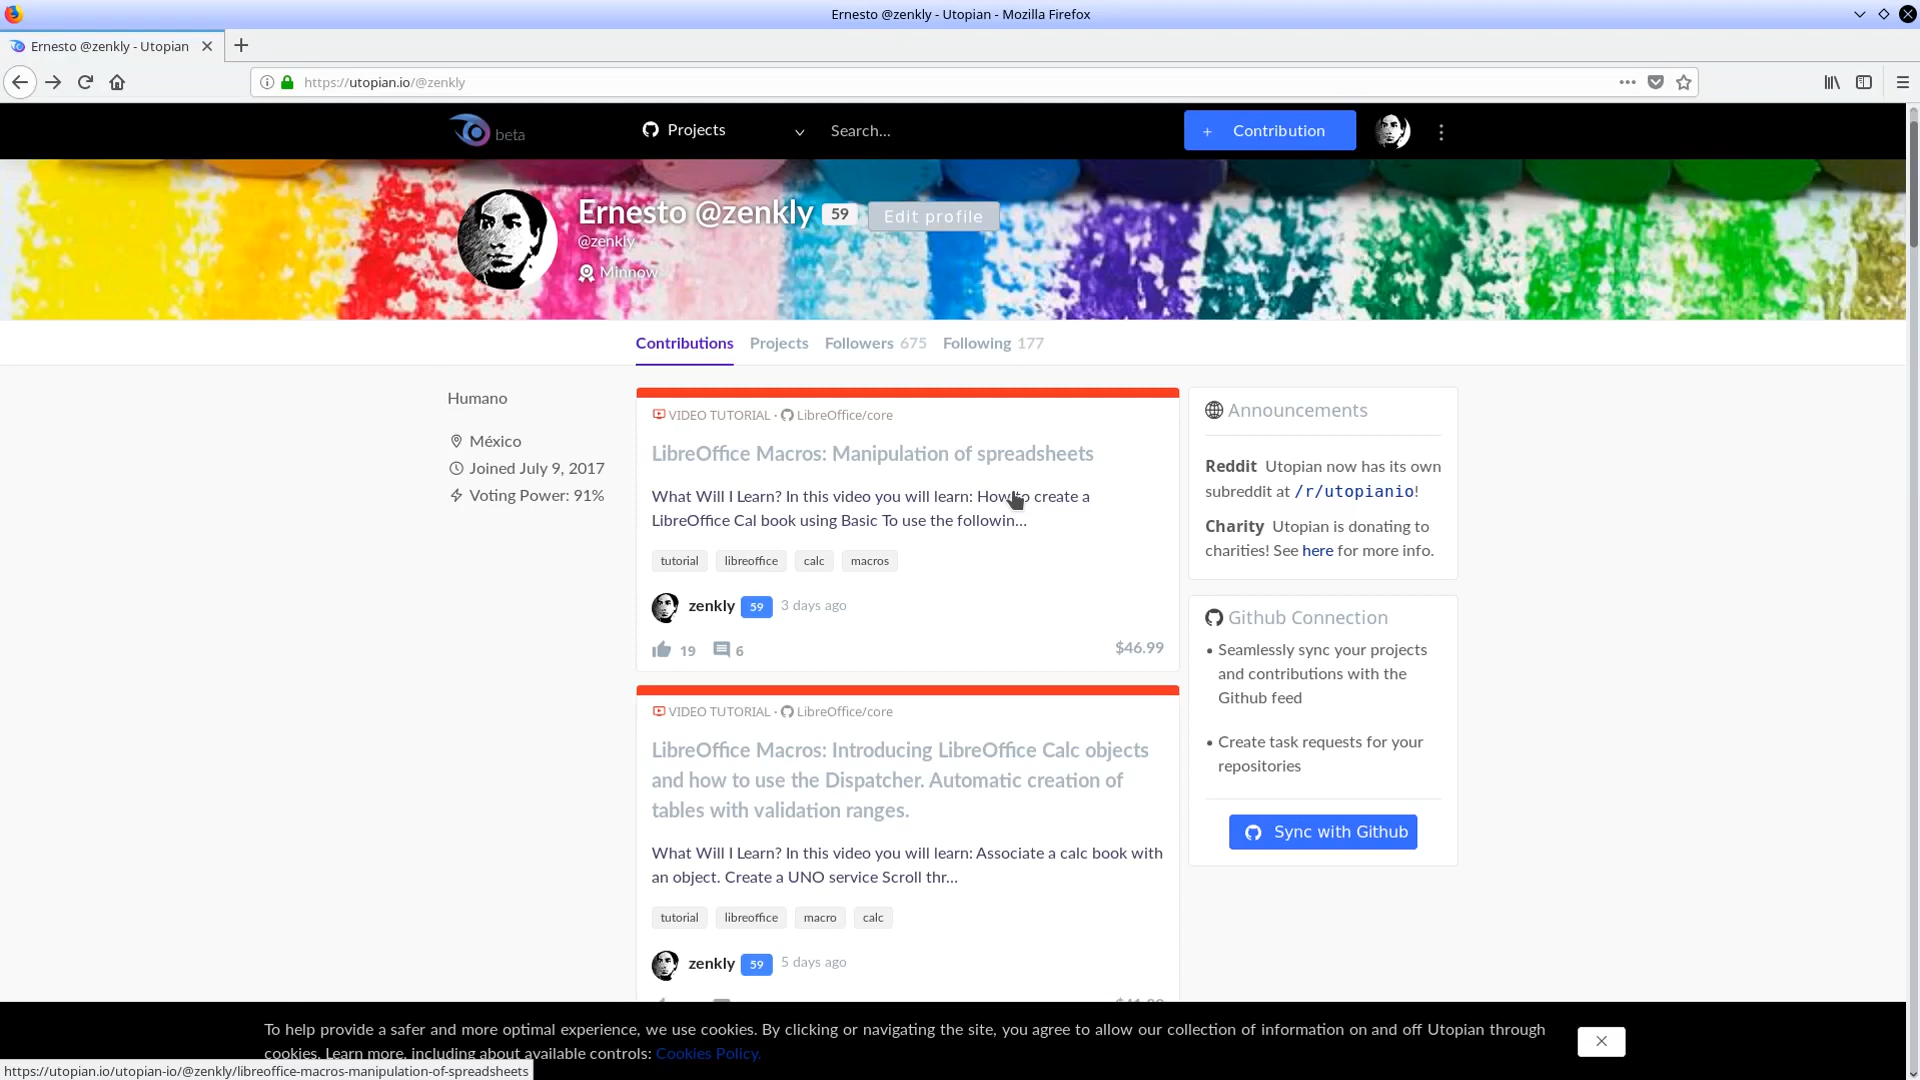 Ernesto @zenkly - Utopian - Mozilla Firefox
Ernesto @zenkly - Utopian
https://utopian.io/@zenkly
beta
Projects
Search...
+ Contribution
Ernesto @zenkly 59 Edit profile
@zenkly
Minnow
Contributions Projects Followers 675 Following 177
Humano
México
Joined July 9, 2017
Voting Power: 91%
VIDEO TUTORIAL · LibreOffice/core
LibreOffice Macros: Manipulation of spreadsheets
What Will I Learn? In this video you will learn: How to create a
LibreOffice Cal book using Basic To use the followin...
tutorial libreoffice calc macros
zenkly 59 3 days ago
19 6 $46.99
VIDEO TUTORIAL · LibreOffice/core
LibreOffice Macros: Introducing LibreOffice Calc objects
and how to use the Dispatcher. Automatic creation of
tables with validation ranges.
What Will I Learn? In this video you will learn: Associate a calc book with
an object. Create a UNO service Scroll thr...
tutorial libreoffice macro calc
zenkly 59 5 days ago
Announcements
Reddit Utopian now has its own
subreddit at /r/utopianio!
Charity Utopian is donating to
charities! See here for more info.
Github Connection
• Seamlessly sync your projects
and contributions with the
Github feed
• Create task requests for your
repositories
Sync with Github
To help provide a safer and more optimal experience, we use cookies. By clicking or navigating the site, you agree to allow our collection of information on and off Utopian through
cookies. Learn more, including about available controls: Cookies Policy.
https://utopian.io/utopian-io/@zenkly/libreoffice-macros-manipulation-of-spreadsheets